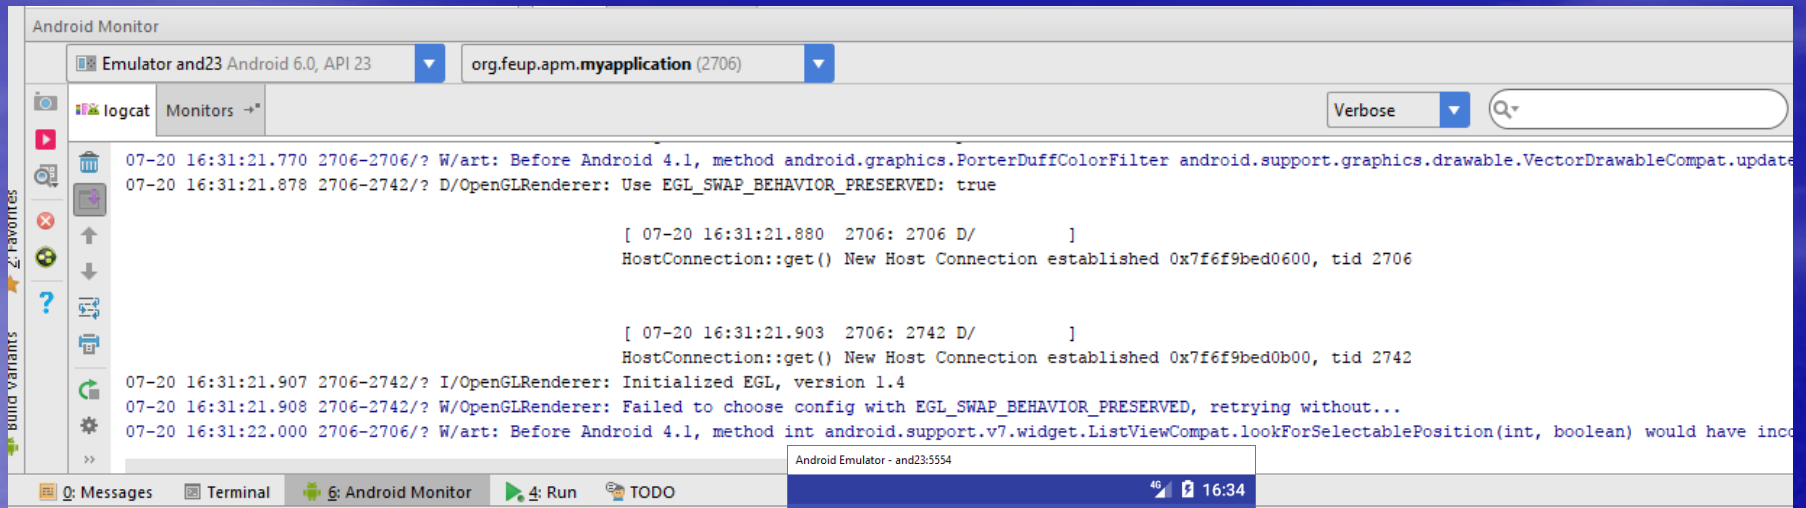 Android Monitor
Emulator and23 Android 6.0, API 23
org.feup.apm.myapplication (2706)
logcat
Monitors
Verbose
07-20 16:31:21.770 2706-2706/? W/art: Before Android 4.1, method android.graphics.PorterDuffColorFilter android.support.graphics.drawable.VectorDrawableCompat.update
07-20 16:31:21.878 2706-2742/? D/OpenGLRenderer: Use EGL_SWAP_BEHAVIOR_PRESERVED: true
[ 07-20 16:31:21.880  2706: 2706 D/         ]
HostConnection::get() New Host Connection established 0x7f6f9bed0600, tid 2706
[ 07-20 16:31:21.903  2706: 2742 D/         ]
HostConnection::get() New Host Connection established 0x7f6f9bed0b00, tid 2742
07-20 16:31:21.907 2706-2742/? I/OpenGLRenderer: Initialized EGL, version 1.4
07-20 16:31:21.908 2706-2742/? W/OpenGLRenderer: Failed to choose config with EGL_SWAP_BEHAVIOR_PRESERVED, retrying without...
07-20 16:31:22.000 2706-2706/? W/art: Before Android 4.1, method int android.support.v7.widget.ListViewCompat.lookForSelectablePosition(int, boolean) would have inco
2: Favorites
Build Variants
Android Emulator - and23:5554
4G 16:34
0: Messages
Terminal
6: Android Monitor
4: Run
TODO